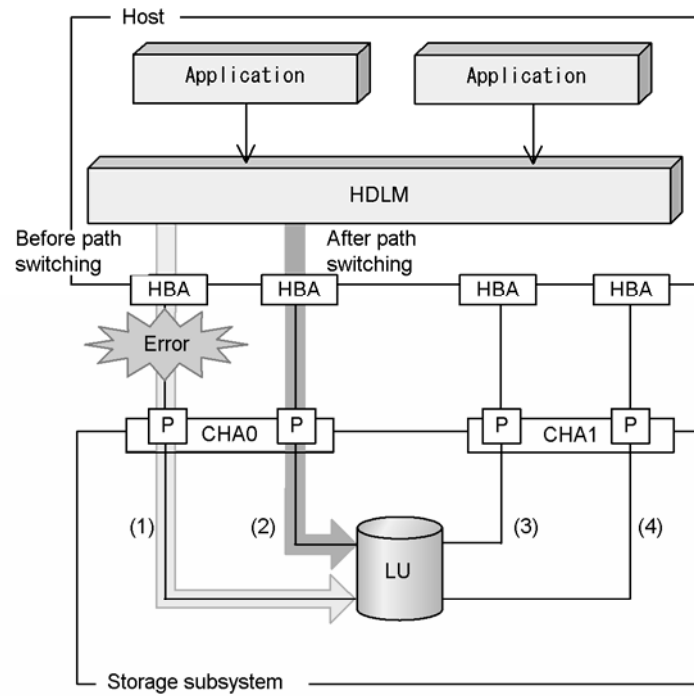 Host
Application
Application
HDLM
Before path
switching
After path
switching
HBA
HBA
HBA
HBA
Error
P
CHA0
P
P
CHA1
P
(1)
(2)
(3)
(4)
LU
Storage subsystem